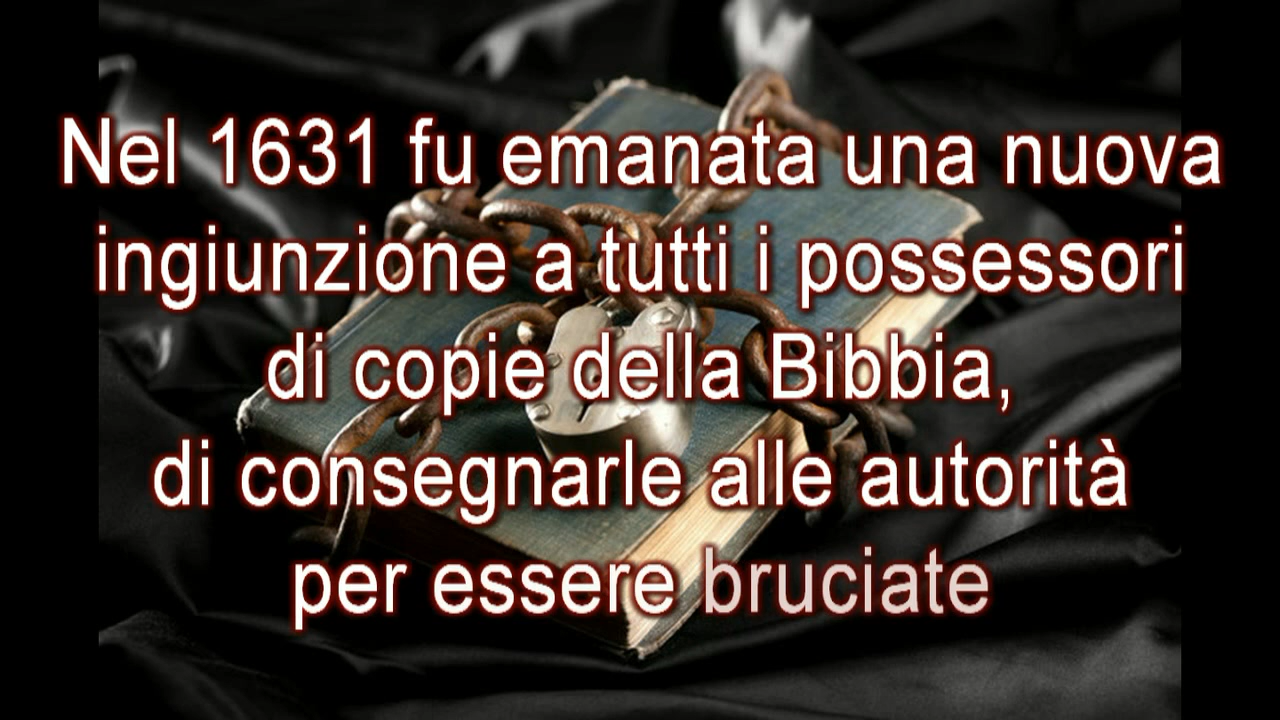 Nel 1631 fu emanata una nuova
ingiunzione a tutti i possessori
di copie della Bibbia,
di consegnarle alle autorità
per essere bruciate